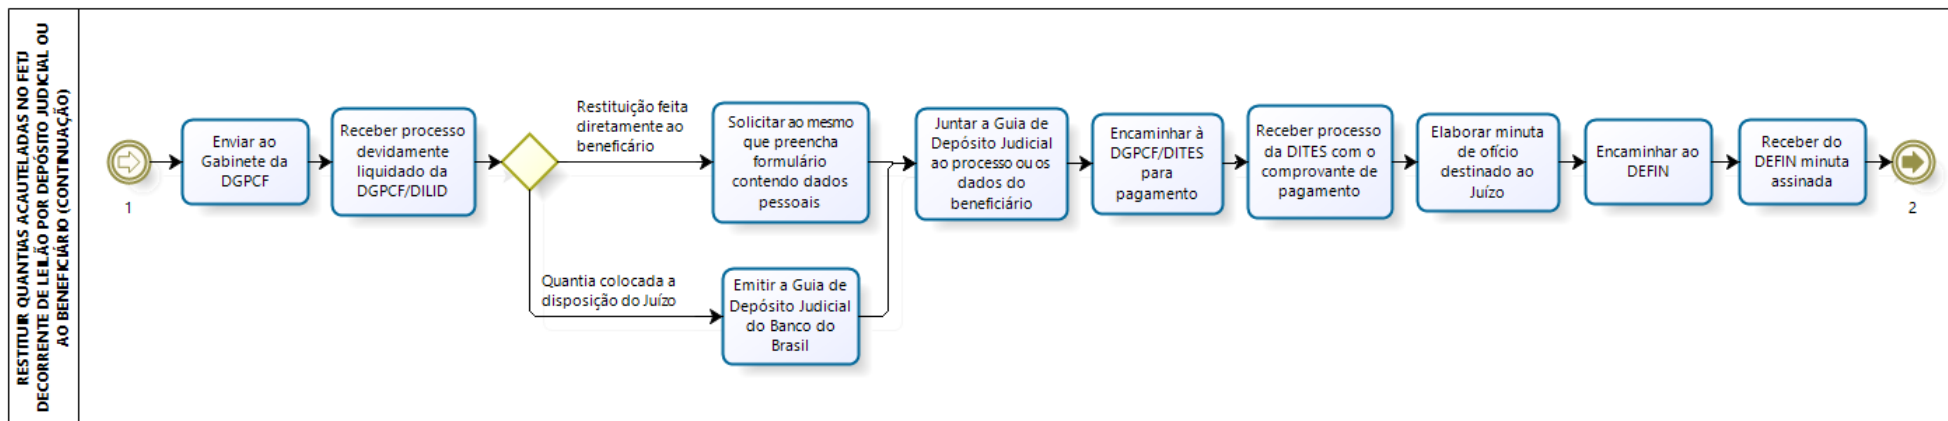 RESTITUIR QUANTIAS ACAUTELADAS NO FETJ
DECORRENTE DE LEILÃO POR DEPÓSITO JUDICIAL OU
AO BENEFICIÁRIO (CONTINUAÇÃO)
1
Enviar ao
Gabinete da
DGPCF
Receber processo
devidamente
liquidado da
DGPCF/DILID
Restituição feita
diretamente ao
beneficário
Solicitar ao mesmo
que preencha
formulário
contendo dados
pessoais
Quantia colocada a
disposição do Juízo
Emitir a Guia de
Depósito Judicial
do Banco do
Brasil
Juntar a Guia de
Depósito Judicial
ao processo ou os
dados do
beneficiário
Encaminhar à
DGPCF/DITES
para
pagamento
Receber processo
da DITES com o
comprovante de
pagamento
Elaborar minuta
de ofício
destinado ao
Juízo
Encaminhar ao
DEFIN
Receber do
DEFIN minuta
assinada
2